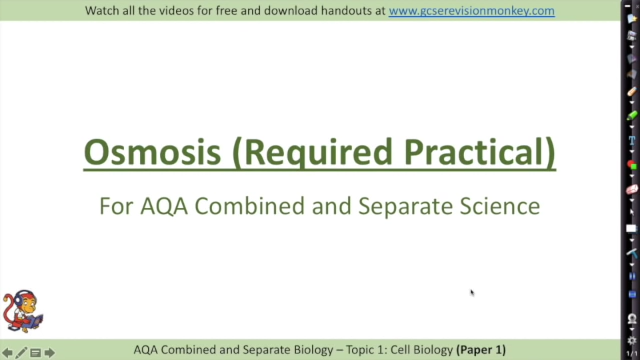 Watch all the videos for free and download handouts at www.gcserevisionmonkey.com
Osmosis (Required Practical)
For AQA Combined and Separate Science
AQA Combined and Separate Biology – Topic 1: Cell Biology (Paper 1)